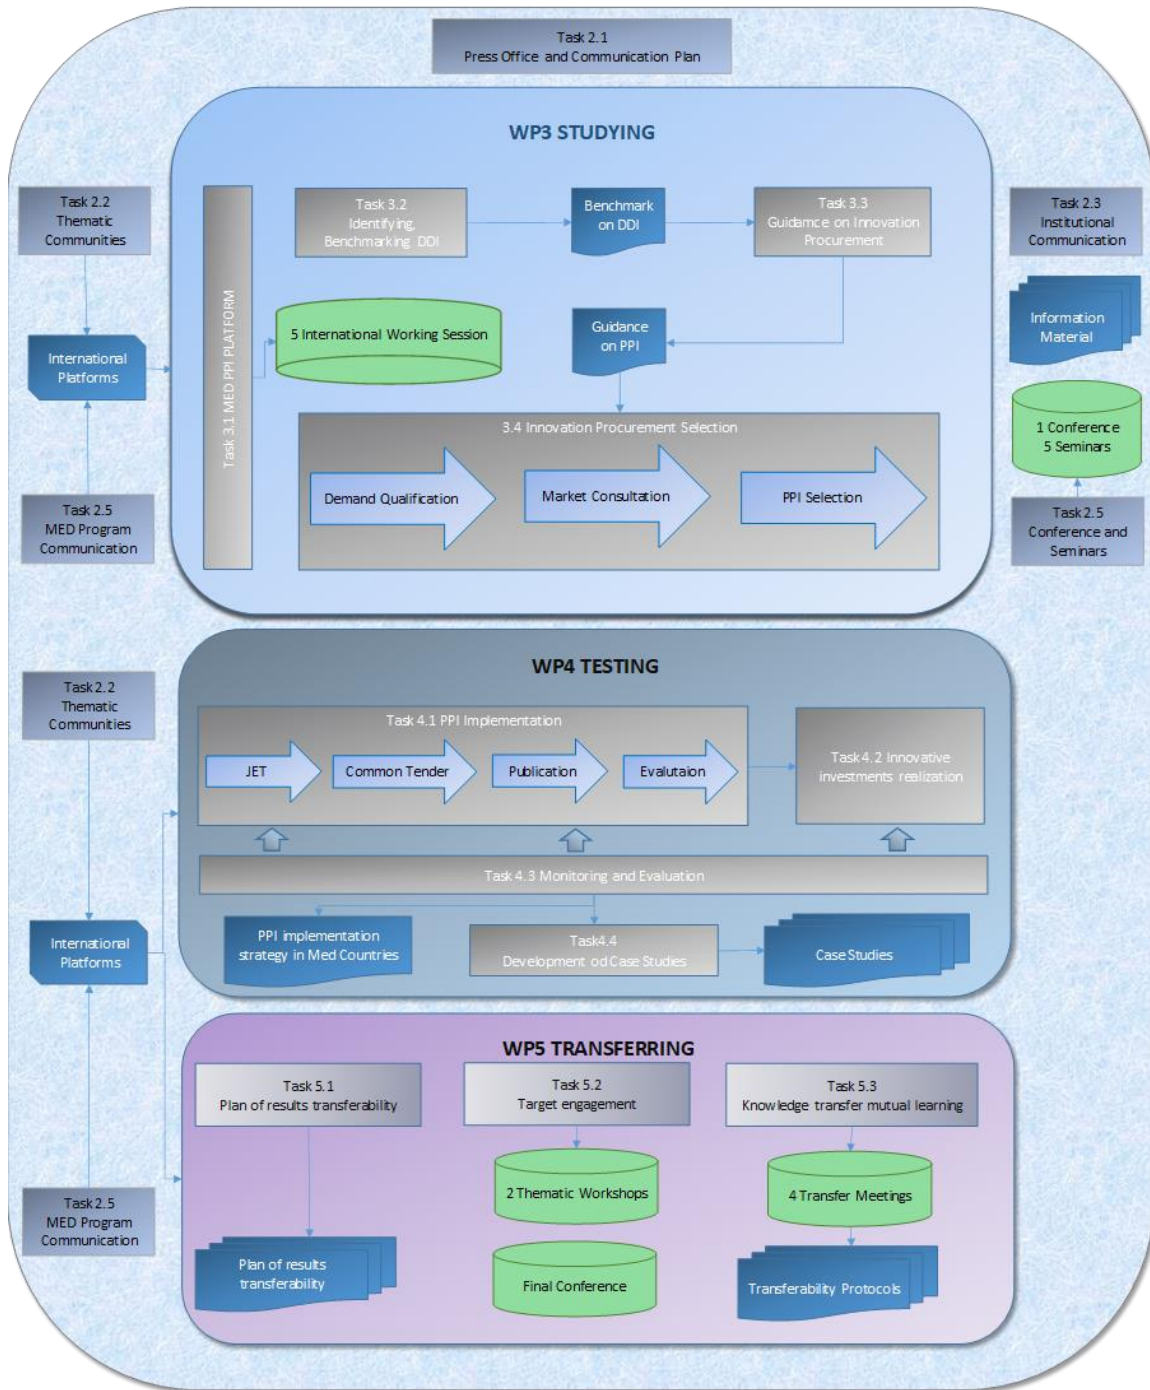 Task 2.1
Press Office and Communication Plan
WP3 STUDYING
Task 2.2
Thematic
Communities
International
Platforms
Task 2.5
MED Program
Communication
Task 3.1 MED PPI PLATFORM
Task 3.2
Identifying,
Benchmarking DDI
Benchmark
on DDI
Task 3.3
Guidamce on Innovation
Procurement
5 International Working Session
Guidance
on PPI
3.4 Innovation Procurement Selection
Demand Qualification
Market Consultation
PPI Selection
Task 2.3
Institutional
Communication
Information
Material
1 Conference
5 Seminars
Task 2.5
Conference and
Seminars
WP4 TESTING
Task 2.2
Thematic
Communities
International
Platforms
Task 2.5
MED Program
Communication
Task 4.1 PPI Implementation
JET
Common Tender
Publication
Evalutaion
Task 4.2 Innovative
investments realization
Task 4.3 Monitoring and Evaluation
PPI implementation
strategy in Med Countries
Task4.4
Development od Case Studies
Case Studies
WP5 TRANSFERRING
Task 5.1
Plan of results transferability
Task 5.2
Target engagement
Task 5.3
Knowledge transfer mutual learning
2 Thematic Workshops
4 Transfer Meetings
Plan of results
transferability
Final Conference
Transferability Protocols